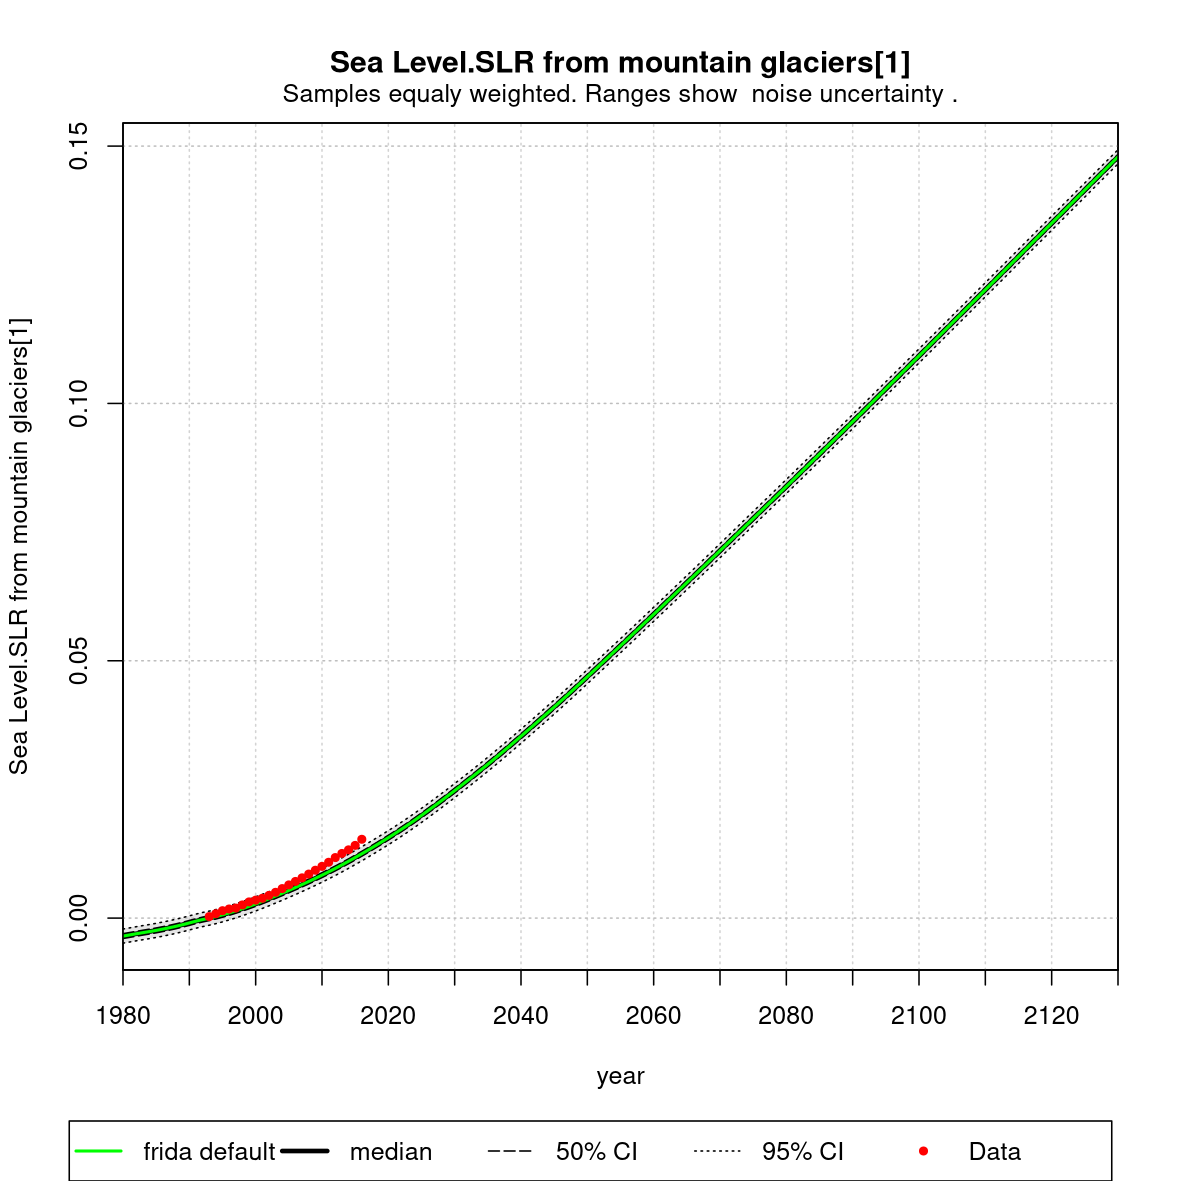 Sea Level.SLR from mountain glaciers[1]
Samples equaly weighted. Ranges show  noise uncertainty .
Sea Level.SLR from mountain glaciers[1]
0.15
0.10
0.05
0.00
1980 2000 2020 2040 2060 2080 2100 2120
year
frida default median 50% CI 95% CI Data